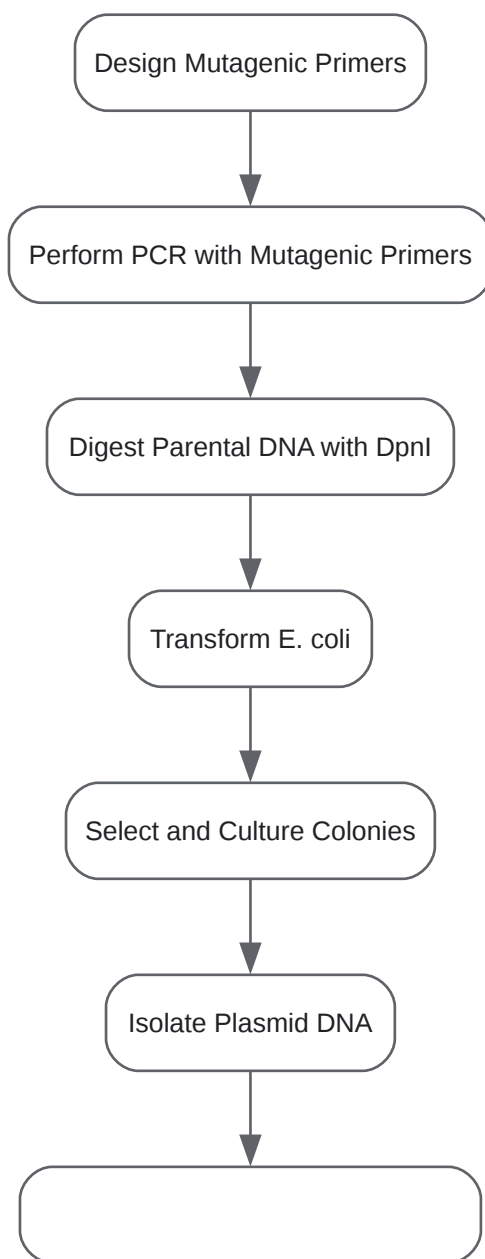 Design Mutagenic Primers
Perform PCR with Mutagenic Primers
Digest Parental DNA with DpnI
Transform E. coli
Select and Culture Colonies
Isolate Plasmid DNA